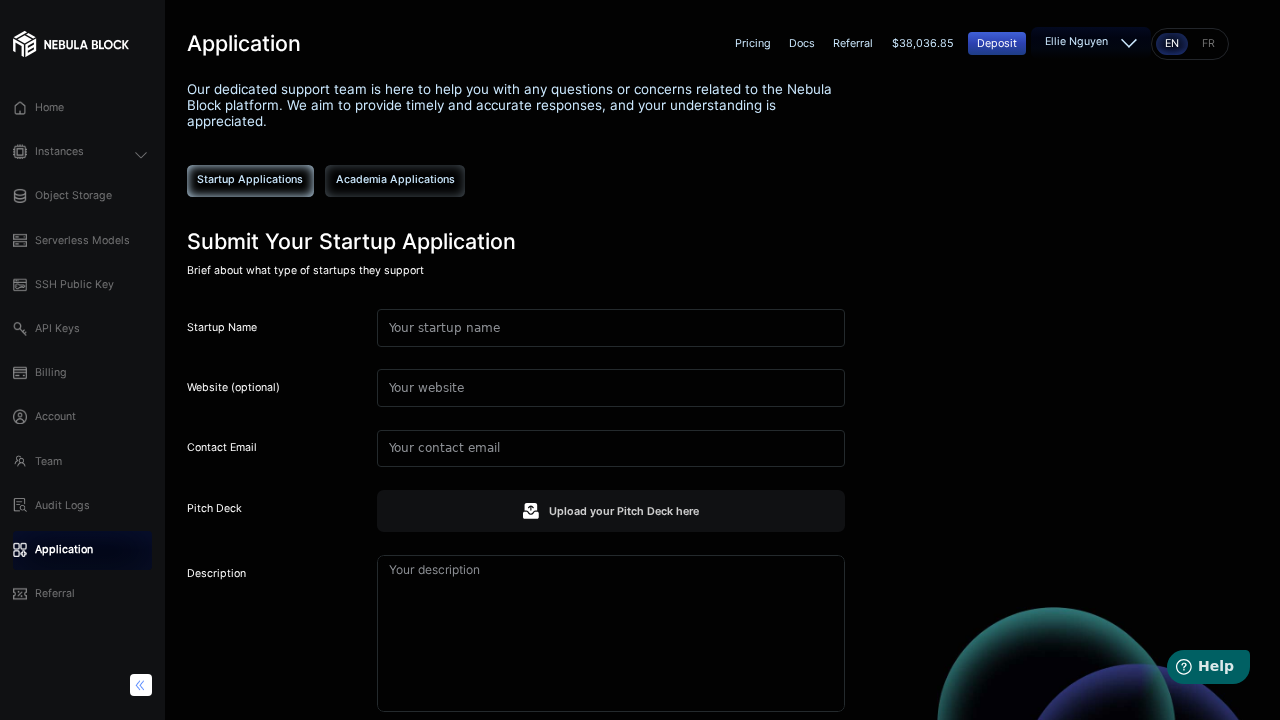 NEBULA BLOCK
Home
Instances
Object Storage
Serverless Models
SSH Public Key
API Keys
Billing
Account
Team
Audit Logs
Application
Referral
Application
Pricing
Docs
Referral
$38,036.85
Deposit
Ellie Nguyen
EN
FR
Our dedicated support team is here to help you with any questions or concerns related to the Nebula
Block platform. We aim to provide timely and accurate responses, and your understanding is
appreciated.
Startup Applications
Academia Applications
Submit Your Startup Application
Brief about what type of startups they support
Startup Name
Your startup name
Website (optional)
Your website
Contact Email
Your contact email
Pitch Deck
Upload your Pitch Deck here
Description
Your description
Help